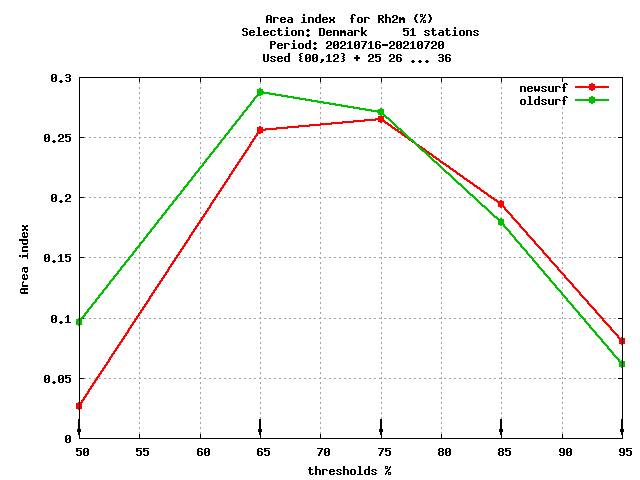 Area index  for Rh2m (%)
Selection: Denmark     51 stations
Period: 20210716-20210720
Used {00,12} + 25 26 ... 36
newsurf
oldsurf
0.3
0.25
0.2
0.15
0.1
0.05
0
Area index
50 55 60 65 70 75 80 85 90 95
thresholds %